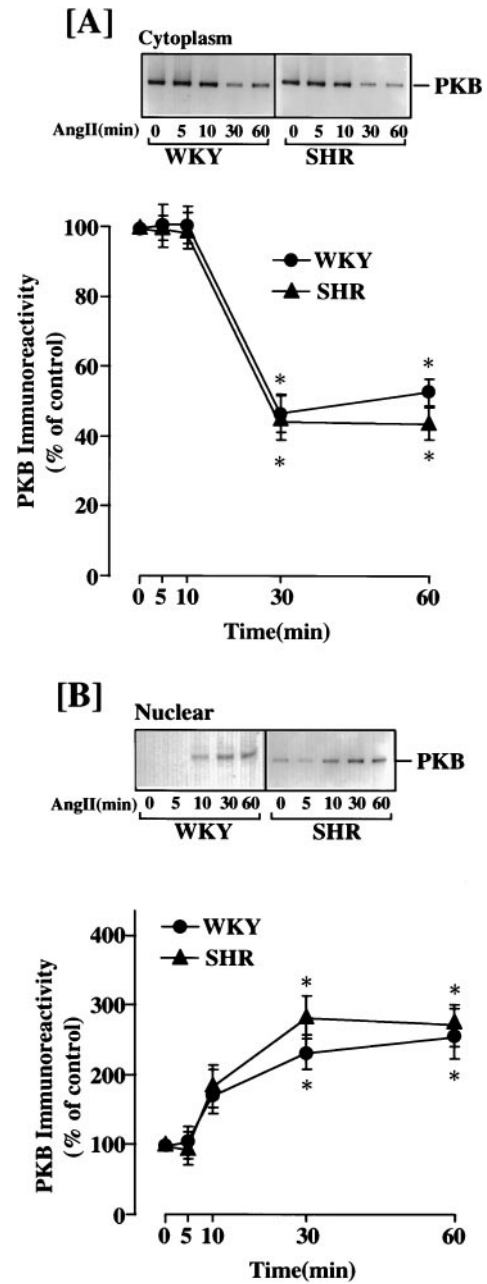 [A]
Cytoplasm
PKB
AngII(min) 0 5 10 30 60 0 5 10 30 60
WKY SHR
100
80
60
40
20
0
PKB Immunoreactivity
(% of control)
WKY
SHR
* *
* *
0 5 10 30 60
Time(min)
[B]
Nuclear
PKB
AngII(min) 0 5 10 30 60 0 5 10 30 60
WKY SHR
400
300
200
100
0
PKB Immunoreactivity
(% of control)
WKY
SHR
* *
* *
0 5 10 30 60
Time(min)